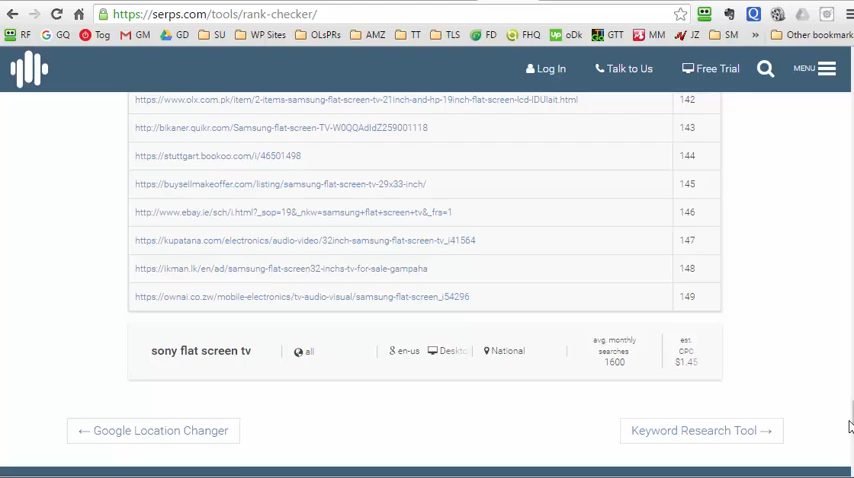 https://serps.com/tools/rank-checker/
RF GQ Tog GM GD SU WP Sites OLsPRs AMZ TT TLS FD FHQ oDk GTT MM JZ SM » Other bookmark
Log In Talk to Us Free Trial MENU
https://www.olx.com.pk/item/2-items-samsung-flat-screen-tv-21inch-and-hp-19inch-flat-screen-lcd-IDUlait.html 142
http://bikaner.quikr.com/Samsung-flat-screen-TV-W0QQAdIdZ259001118 143
https://stuttgart.bookoo.com/i/46501498 144
https://buysellmakeoffer.com/listing/samsung-flat-screen-tv-29x33-inch/ 145
http://www.ebay.ie/sch/i.html?_sop=19&_nkw=samsung+flat+screen+tv&_frs=1 146
https://kupatana.com/electronics/audio-video/32inch-samsung-flat-screen-tv_i41564 147
https://ikman.lk/en/ad/samsung-flat-screen32-inchs-tv-for-sale-gampaha 148
https://ownai.co.zw/mobile-electronics/tv-audio-visual/samsung-flat-screen_i54296 149
sony flat screen tv all en-us Deskto National
avg. monthly searches 1600
est. CPC $1.45
← Google Location Changer Keyword Research Tool →